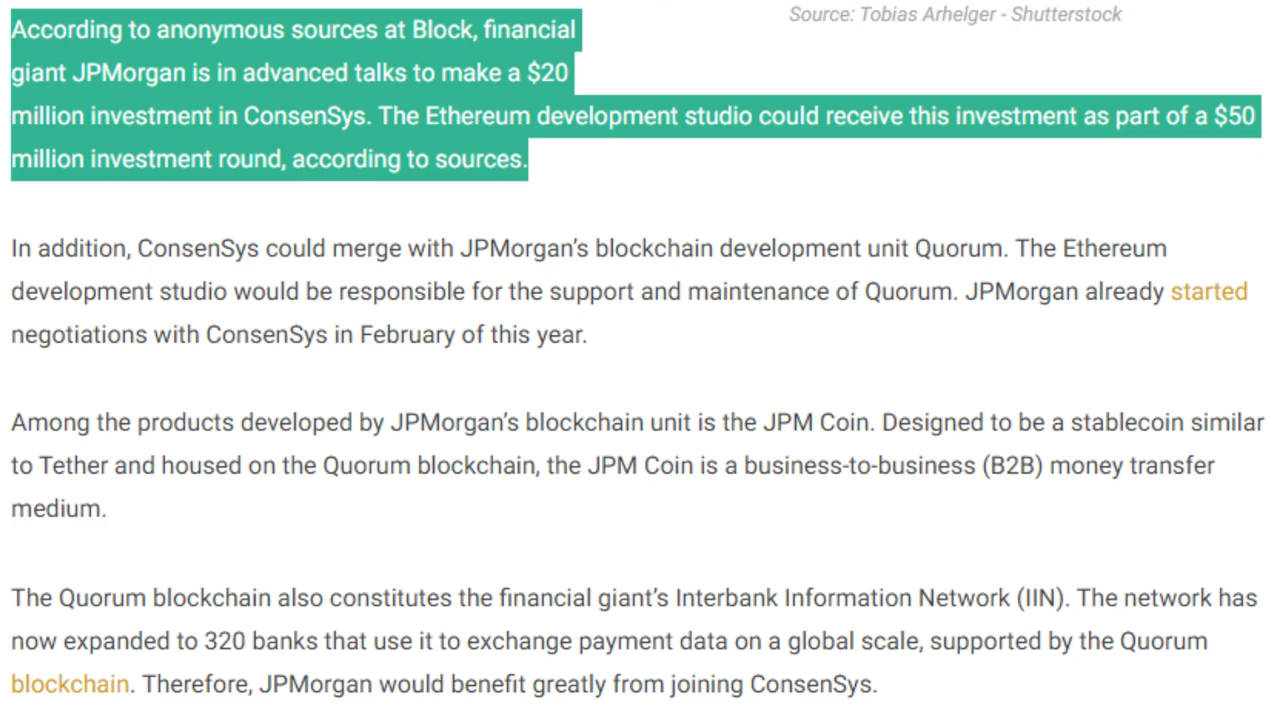 Source: Tobias Arhelger - Shutterstock
According to anonymous sources at Block, financial
giant JPMorgan is in advanced talks to make a $20
million investment in ConsenSys. The Ethereum development studio could receive this investment as part of a $50
million investment round, according to sources.
In addition, ConsenSys could merge with JPMorgan’s blockchain development unit Quorum. The Ethereum
development studio would be responsible for the support and maintenance of Quorum. JPMorgan already started
negotiations with ConsenSys in February of this year.
Among the products developed by JPMorgan’s blockchain unit is the JPM Coin. Designed to be a stablecoin similar
to Tether and housed on the Quorum blockchain, the JPM Coin is a business-to-business (B2B) money transfer
medium.
The Quorum blockchain also constitutes the financial giant’s Interbank Information Network (IIN). The network has
now expanded to 320 banks that use it to exchange payment data on a global scale, supported by the Quorum
blockchain. Therefore, JPMorgan would benefit greatly from joining ConsenSys.